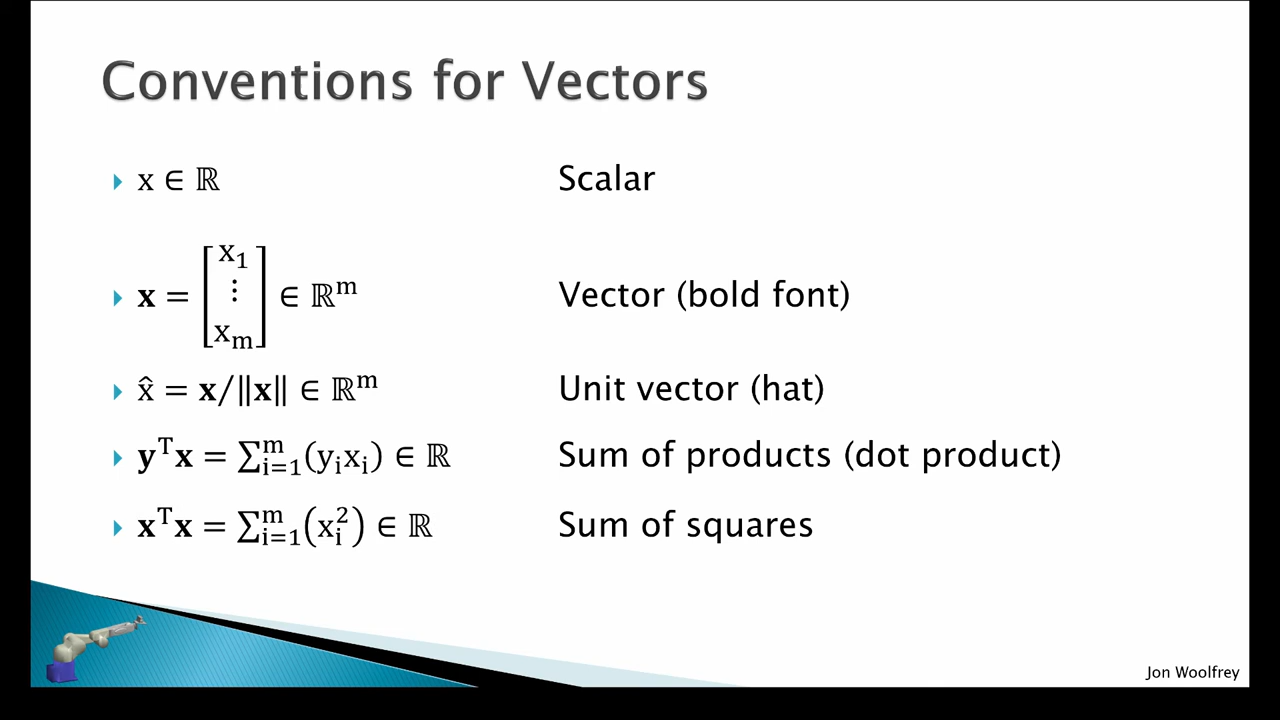 Conventions for Vectors
x ∈ ℝ Scalar
𝐱 = [x₁ ⋮ xₘ] ∈ ℝᵐ Vector (bold font)
x̂ = 𝐱/‖𝐱‖ ∈ ℝᵐ Unit vector (hat)
𝐲ᵀ𝐱 = ∑ᵢ₌₁ᵐ(yᵢxᵢ) ∈ ℝ Sum of products (dot product)
𝐱ᵀ𝐱 = ∑ᵢ₌₁ᵐ(xᵢ²) ∈ ℝ Sum of squares
Jon Woolfrey